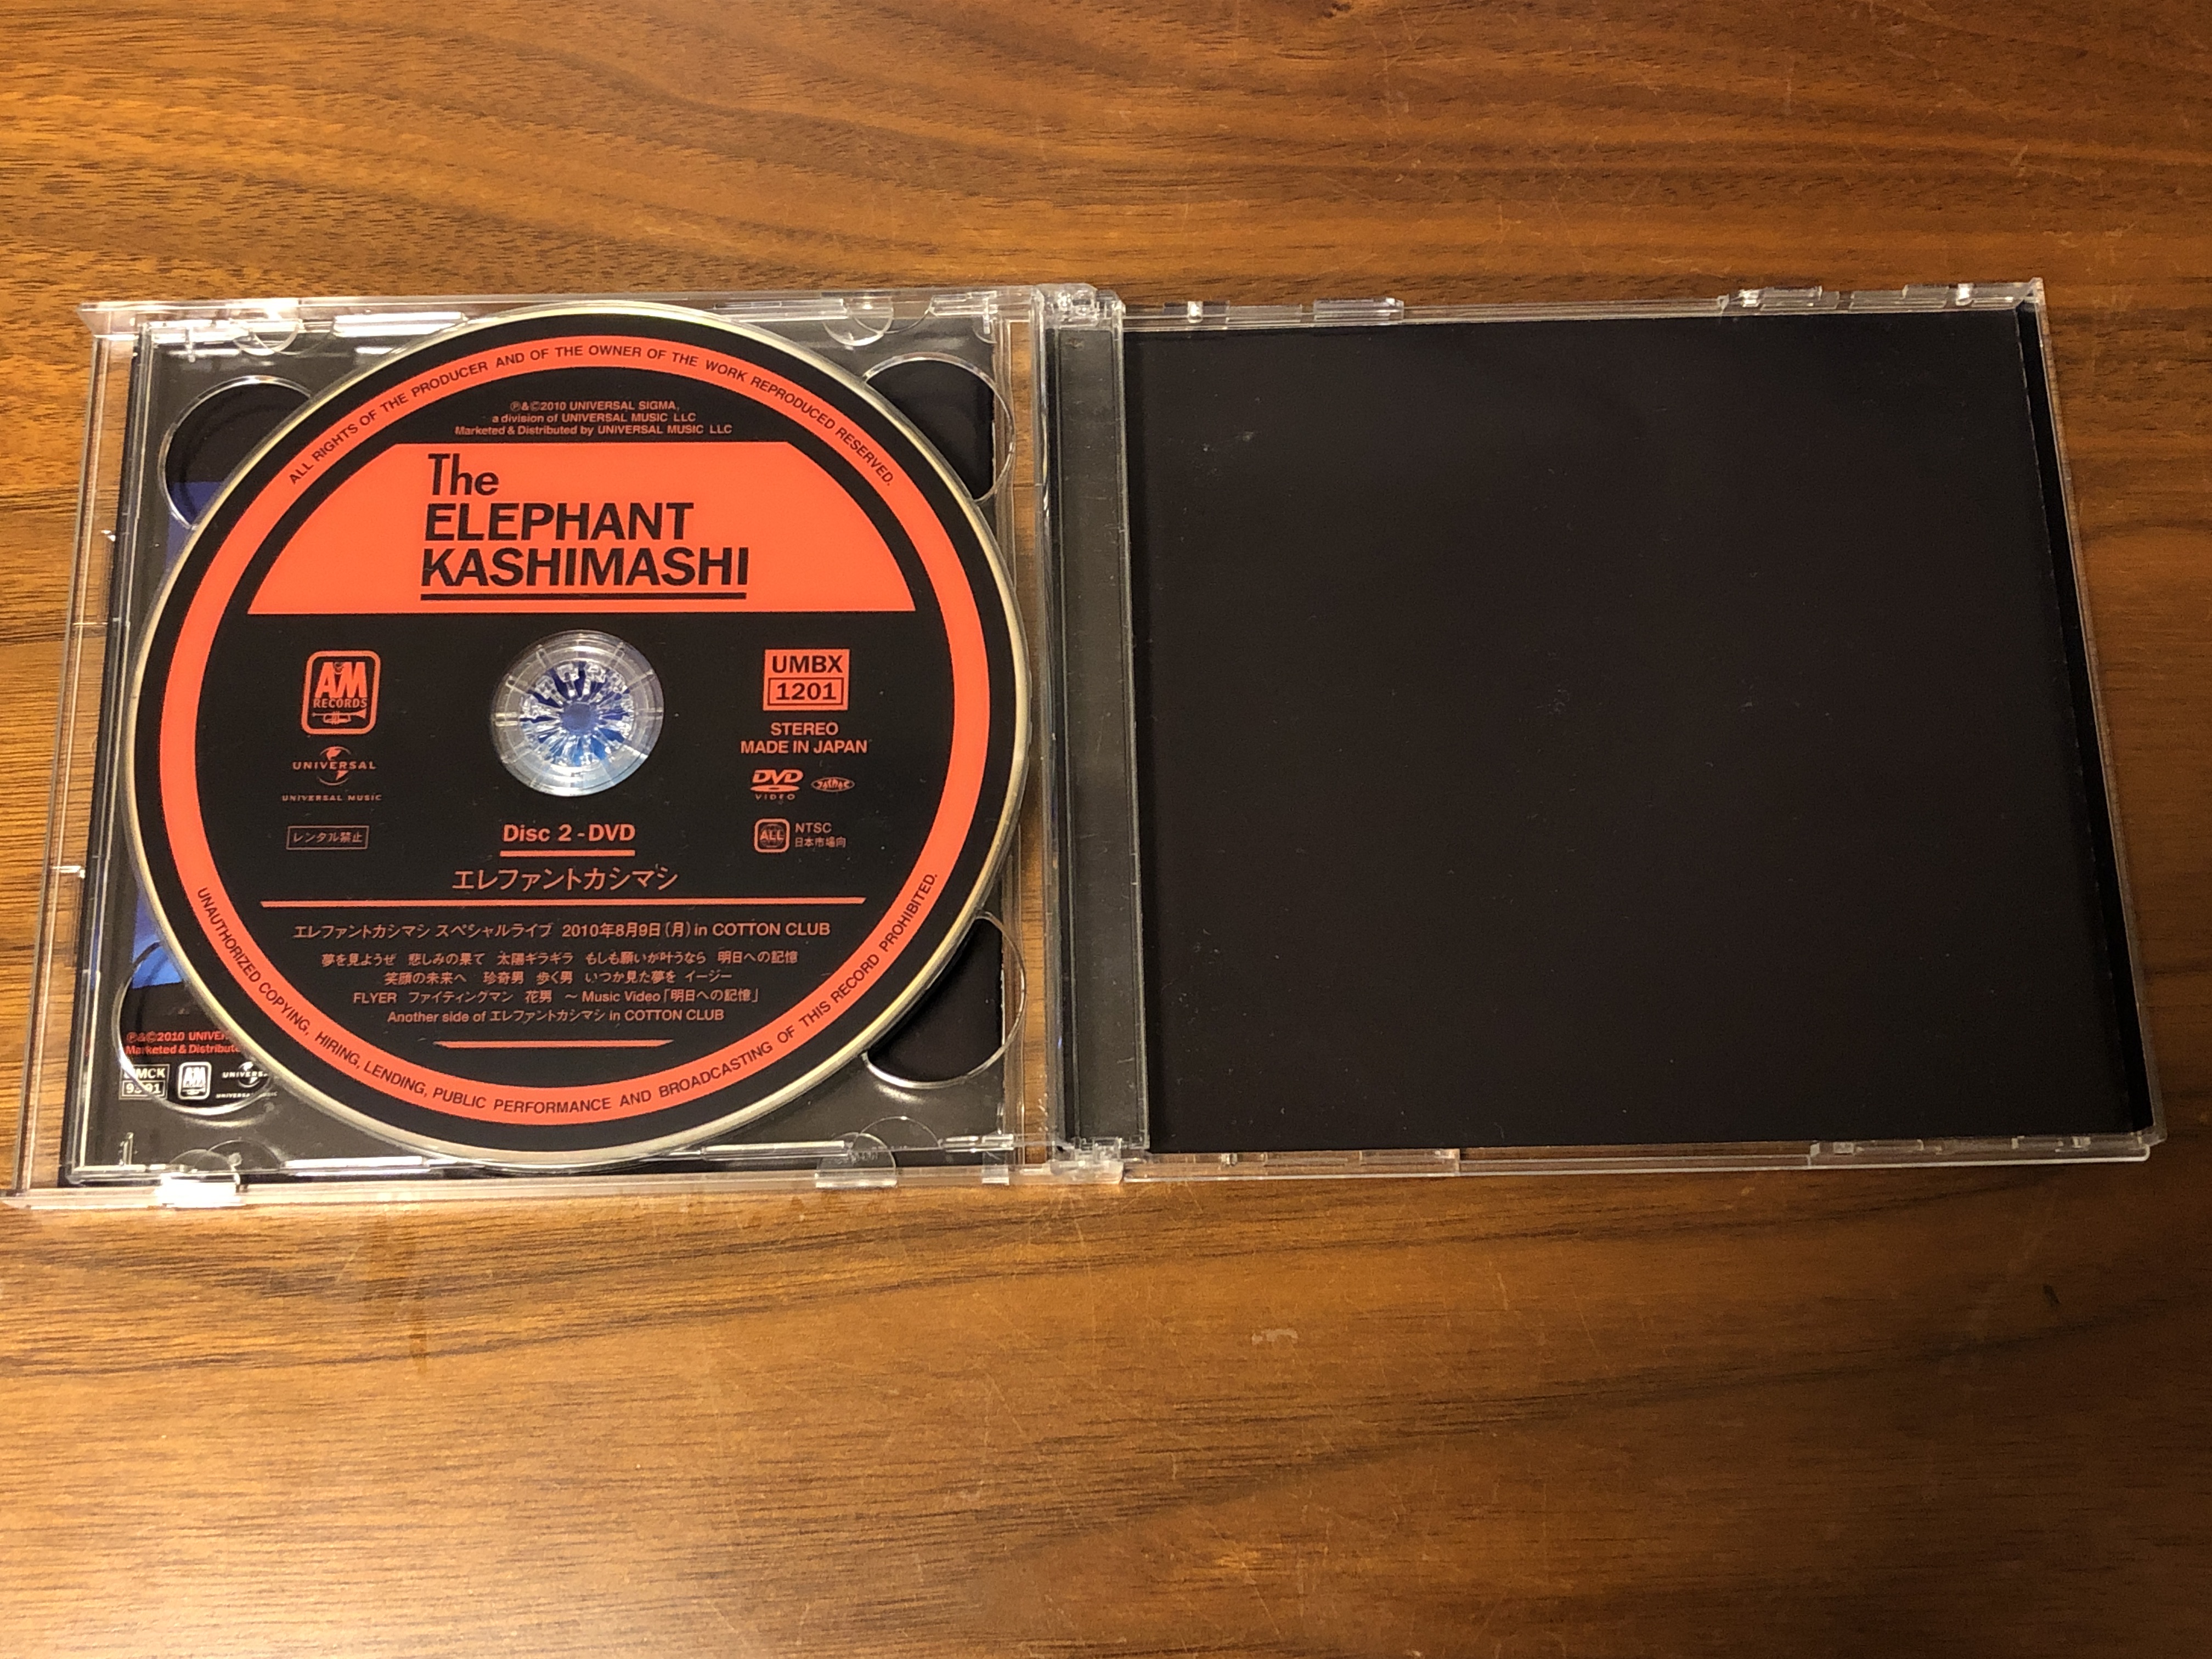 ALL RIGHTS OF THE PRODUCER AND OF THE OWNER OF THE WORK REPRODUCED RESERVED.
℗&©2010 UNIVERSAL SIGMA,
a division of UNIVERSAL MUSIC LLC
Marketed & Distributed by UNIVERSAL MUSIC LLC
The
ELEPHANT
KASHIMASHI
A&M
RECORDS
UNIVERSAL
UNIVERSAL MUSIC
レンタル禁止
UMBX
1201
STEREO
MADE IN JAPAN
DVD
VIDEO
ALL
NTSC
日本市場向
Disc 2 - DVD
エレファントカシマシ
エレファントカシマシ スペシャルライブ 2010年8月9日(月) in COTTON CLUB
夢を見ようぜ 悲しみの果て 太陽ギラギラ もしも願いが叶うなら 明日への記憶
笑顔の未来へ 珍奇男 歩く男 いつか見た夢を イージー
FLYER ファイティングマン 花男 ～ Music Video「明日への記憶」
Another side of エレファントカシマシ in COTTON CLUB
UNAUTHORIZED COPYING, HIRING, LENDING, PUBLIC PERFORMANCE AND BROADCASTING OF THIS RECORD PROHIBITED.
℗&©2010
Marketed &
A&M